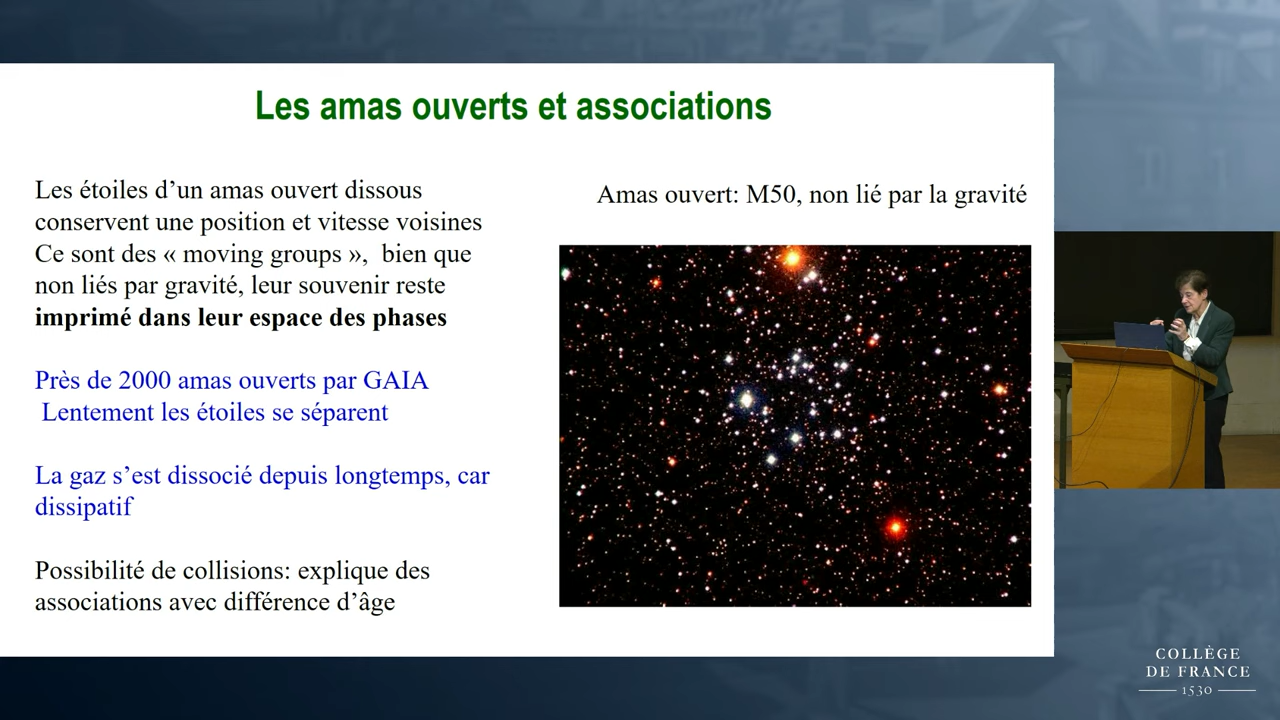 Les amas ouverts et associations
Les étoiles d’un amas ouvert dissous
conservent une position et vitesse voisines
Ce sont des « moving groups », bien que
non liés par gravité, leur souvenir reste
imprimé dans leur espace des phases
Près de 2000 amas ouverts par GAIA
Lentement les étoiles se séparent
La gaz s’est dissocié depuis longtemps, car
dissipatif
Possibilité de collisions: explique des
associations avec différence d’âge
Amas ouvert: M50, non lié par la gravité
COLLÈGE
DE FRANCE
1530